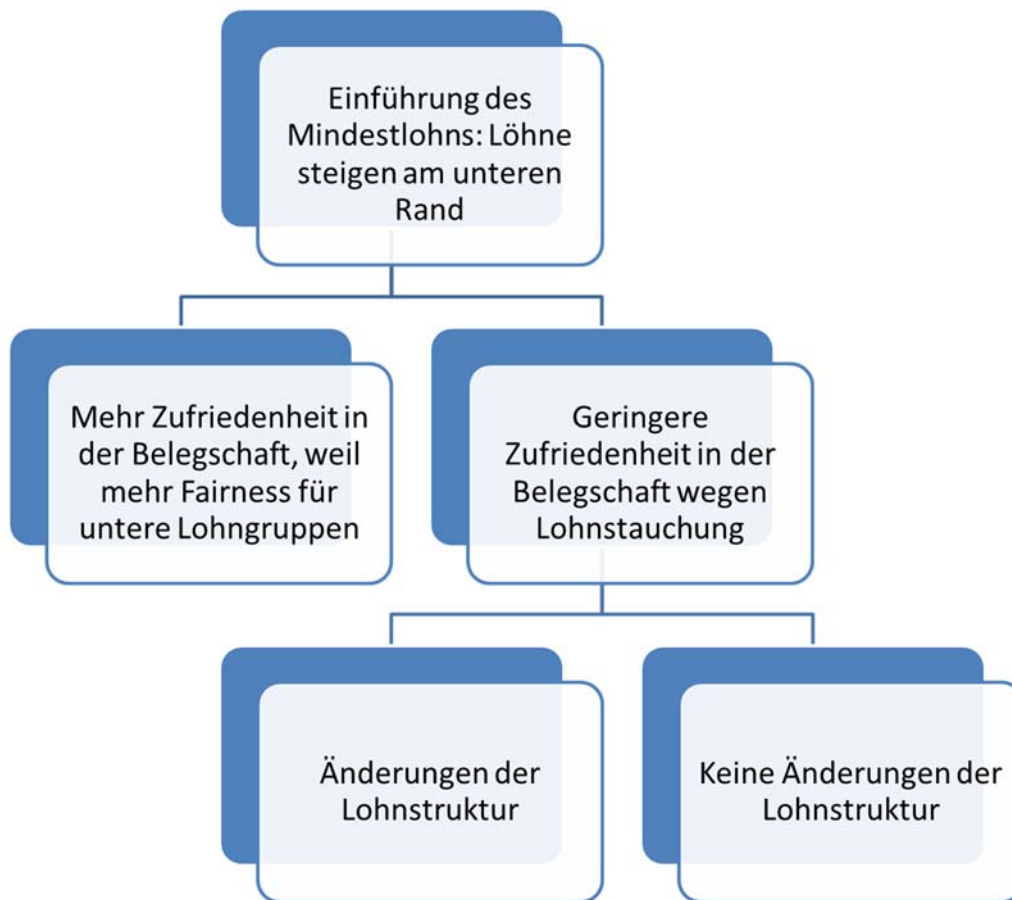 Einführung des
Mindestlohns: Löhne
steigen am unteren
Rand
Mehr Zufriedenheit in
der Belegschaft, weil
mehr Fairness für
untere Lohngruppen
Geringere
Zufriedenheit in der
Belegschaft wegen
Lohnstauchung
Änderungen der
Lohnstruktur
Keine Änderungen der
Lohnstruktur